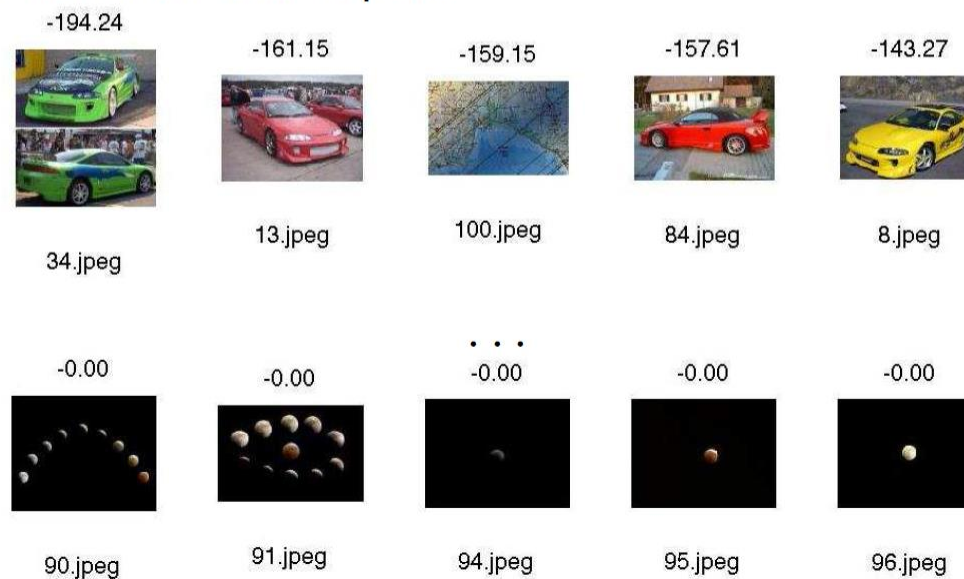 -194.24
-161.15
-159.15
-157.61
-143.27
34.jpeg
13.jpeg
100.jpeg
84.jpeg
8.jpeg
. . .
-0.00
-0.00
-0.00
-0.00
-0.00
90.jpeg
91.jpeg
94.jpeg
95.jpeg
96.jpeg